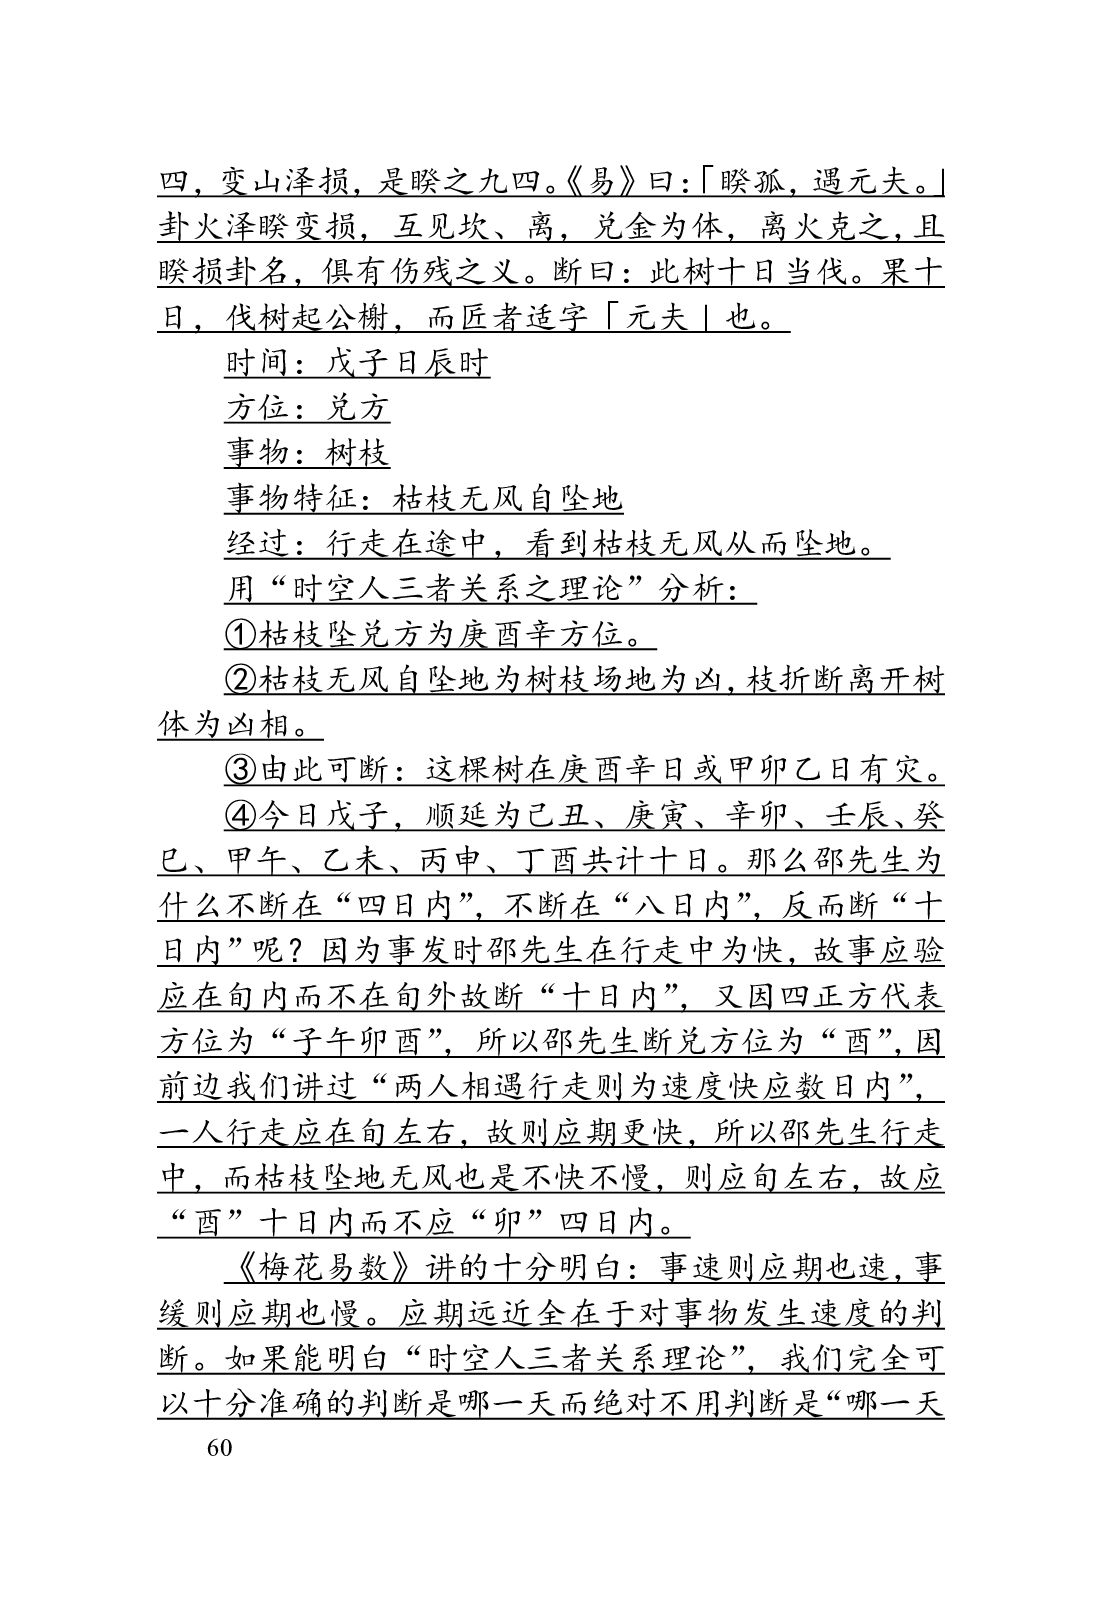 四，变山泽损，是睽之九四。《易》曰：「睽孤，遇元夫。」
卦火泽睽变损，互见坎、离，兑金为体，离火克之，且
睽损卦名，俱有伤残之义。断曰：此树十日当伐。果十
日，伐树起公榭，而匠者适字「元夫」也。
时间：戊子日辰时
方位：兑方
事物：树枝
事物特征：枯枝无风自坠地
经过：行走在途中，看到枯枝无风从而坠地。
用“时空人三者关系之理论”分析：
①枯枝坠兑方为庚酉辛方位。
②枯枝无风自坠地为树枝场地为凶，枝折断离开树
体为凶相。
③由此可断：这棵树在庚酉辛日或甲卯乙日有灾。
④今日戊子，顺延为己丑、庚寅、辛卯、壬辰、癸
巳、甲午、乙未、丙申、丁酉共计十日。那么邵先生为
什么不断在“四日内”，不断在“八日内”，反而断“十
日内”呢？因为事发时邵先生在行走中为快，故事应验
应在旬内而不在旬外故断“十日内”，又因四正方代表
方位为“子午卯酉”，所以邵先生断兑方位为“酉”，因
前边我们讲过“两人相遇行走则为速度快应数日内”，
一人行走应在旬左右，故则应期更快，所以邵先生行走
中，而枯枝坠地无风也是不快不慢，则应旬左右，故应
“酉”十日内而不应“卯”四日内。
《梅花易数》讲的十分明白：事速则应期也速，事
缓则应期也慢。应期远近全在于对事物发生速度的判
断。如果能明白“时空人三者关系理论”，我们完全可
以十分准确的判断是哪一天而绝对不用判断是“哪一天
60